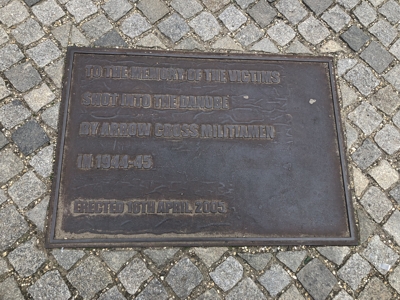 TO THE MEMORY OF THE VICTIMS
SHOT INTO THE DANUBE
BY ARROW CROSS MILITIAMEN
IN 1944-45
ERECTED 16TH APRIL, 2005